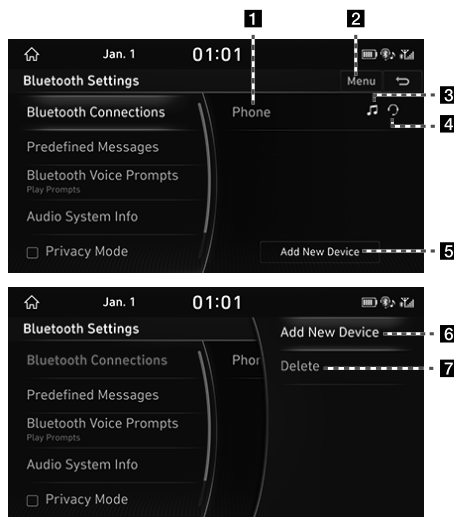 1
2
Jan. 1
01:01
Bluetooth Settings
Menu
3
Bluetooth Connections
Phone
4
Predefined Messages
Bluetooth Voice Prompts
Play Prompts
Audio System Info
Privacy Mode
Add New Device
5
Jan. 1
01:01
Bluetooth Settings
Add New Device
6
Bluetooth Connections
Phor
Delete
7
Predefined Messages
Bluetooth Voice Prompts
Play Prompts
Audio System Info
Privacy Mode